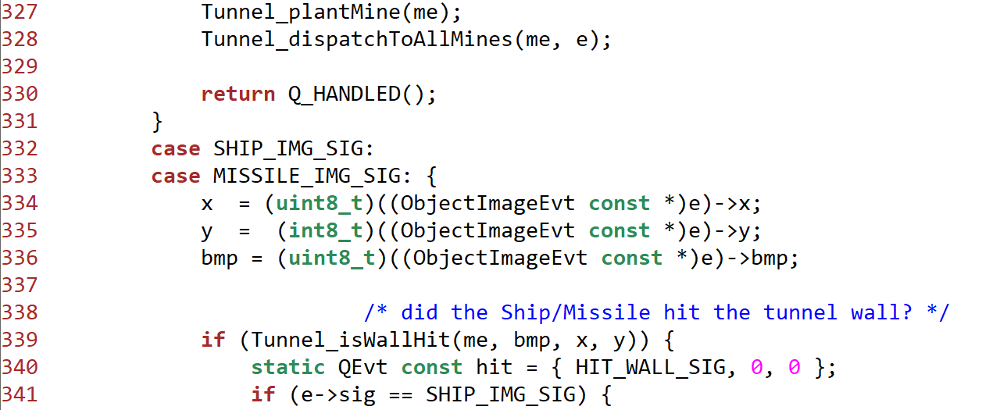 327             Tunnel_plantMine(me);
328             Tunnel_dispatchToAllMines(me, e);
329
330             return Q_HANDLED();
331         }
332         case SHIP_IMG_SIG:
333         case MISSILE_IMG_SIG: {
334             x  = (uint8_t)((ObjectImageEvt const *)e)->x;
335             y  =  (int8_t)((ObjectImageEvt const *)e)->y;
336             bmp = (uint8_t)((ObjectImageEvt const *)e)->bmp;
337
338                          /* did the Ship/Missile hit the tunnel wall? */
339             if (Tunnel_isWallHit(me, bmp, x, y)) {
340                 static QEvt const hit = { HIT_WALL_SIG, 0, 0 };
341                 if (e->sig == SHIP_IMG_SIG) {